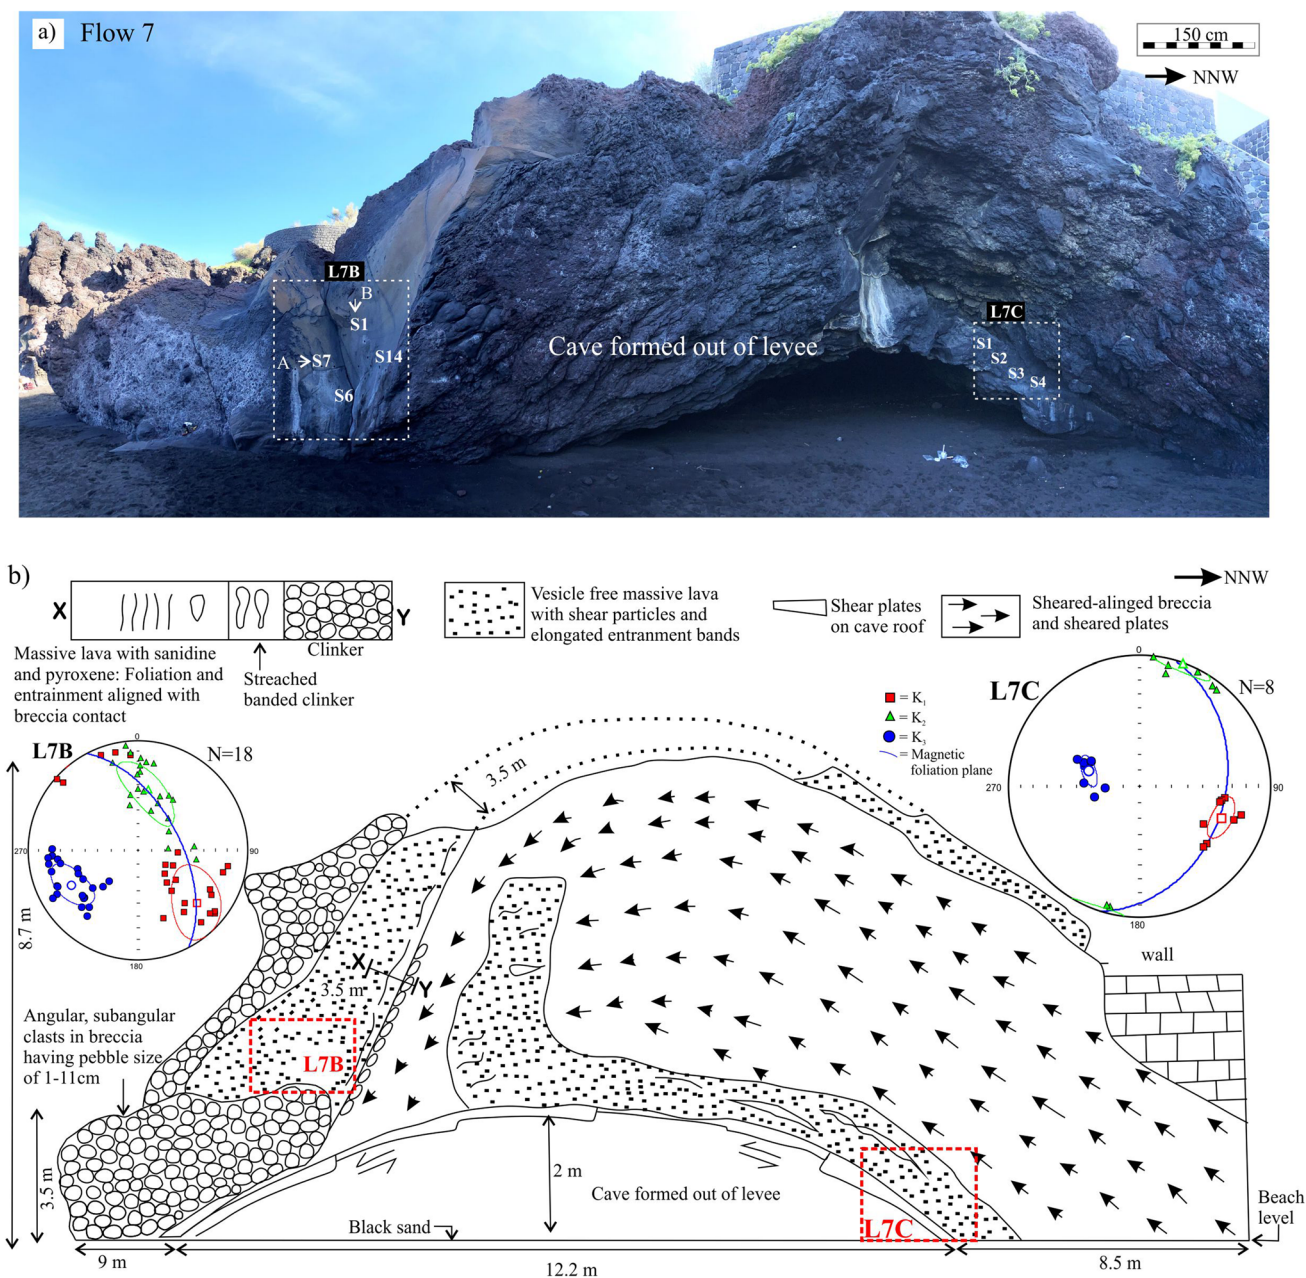 a) Flow 7
150 cm
NNW
L7B
B
S1
A
S7
S14
S6
Cave formed out of levee
L7C
S1
S2
S3
S4
b)
NNW
X
Y
Clinker
Massive lava with sanidine
and pyroxene: Foliation and
entrainment aligned with
breccia contact
Streached
banded clinker
Vesicle free massive lava
with shear particles and
elongated entranment bands
Shear plates
on cave roof
Sheared-alinged breccia
and sheared plates
L7B
N=18
0
90
180
270
= K1
= K2
= K3
= Magnetic
foliation plane
L7C
N=8
0
90
180
270
3.5 m
8.7 m
X
Y
3.5 m
L7B
Angular, subangular
clasts in breccia
having pebble size
of 1-11cm
3.5 m
wall
2 m
Cave formed out of levee
L7C
Black sand
Beach
level
9 m
12.2 m
8.5 m